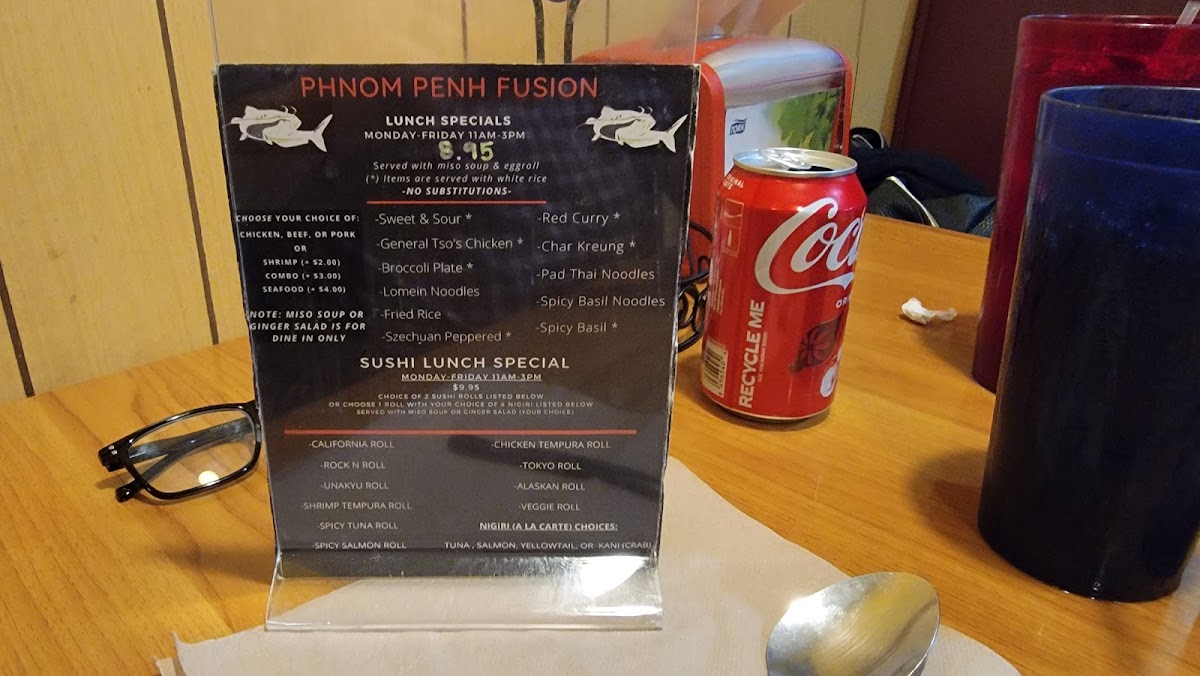 PHNOM PENH FUSION
LUNCH SPECIALS
MONDAY-FRIDAY 11AM-3PM
8.95
Served with miso soup & eggroll
(*) Items are served with white rice
-NO SUBSTITUTIONS-
CHOOSE YOUR CHOICE OF:
CHICKEN, BEEF, OR PORK
OR
SHRIMP (+ $2.00)
COMBO (+ $3.00)
SEAFOOD (+ $4.00)
NOTE: MISO SOUP OR
GINGER SALAD IS FOR
DINE IN ONLY
-Sweet & Sour *
-General Tso's Chicken *
-Broccoli Plate *
-Lomein Noodles
-Fried Rice
-Szechuan Peppered *
-Red Curry *
-Char Kreung *
-Pad Thai Noodles
-Spicy Basil Noodles
-Spicy Basil *
SUSHI LUNCH SPECIAL
MONDAY-FRIDAY 11AM-3PM
$9.95
CHOICE OF 2 SUSHI ROLLS LISTED BELOW
OR CHOOSE 1 ROLL WITH YOUR CHOICE OF 4 NIGIRI LISTED BELOW
SERVED WITH MISO SOUP OR GINGER SALAD (YOUR CHOICE)
-CALIFORNIA ROLL
-ROCK N ROLL
-UNAKYU ROLL
-SHRIMP TEMPURA ROLL
-SPICY TUNA ROLL
-SPICY SALMON ROLL
-CHICKEN TEMPURA ROLL
-TOKYO ROLL
-ALASKAN ROLL
-VEGGIE ROLL
NIGIRI (A LA CARTE) CHOICES:
TUNA , SALMON, YELLOWTAIL, OR KANI (CRAB)
TORK
Coca
RECYCLE ME